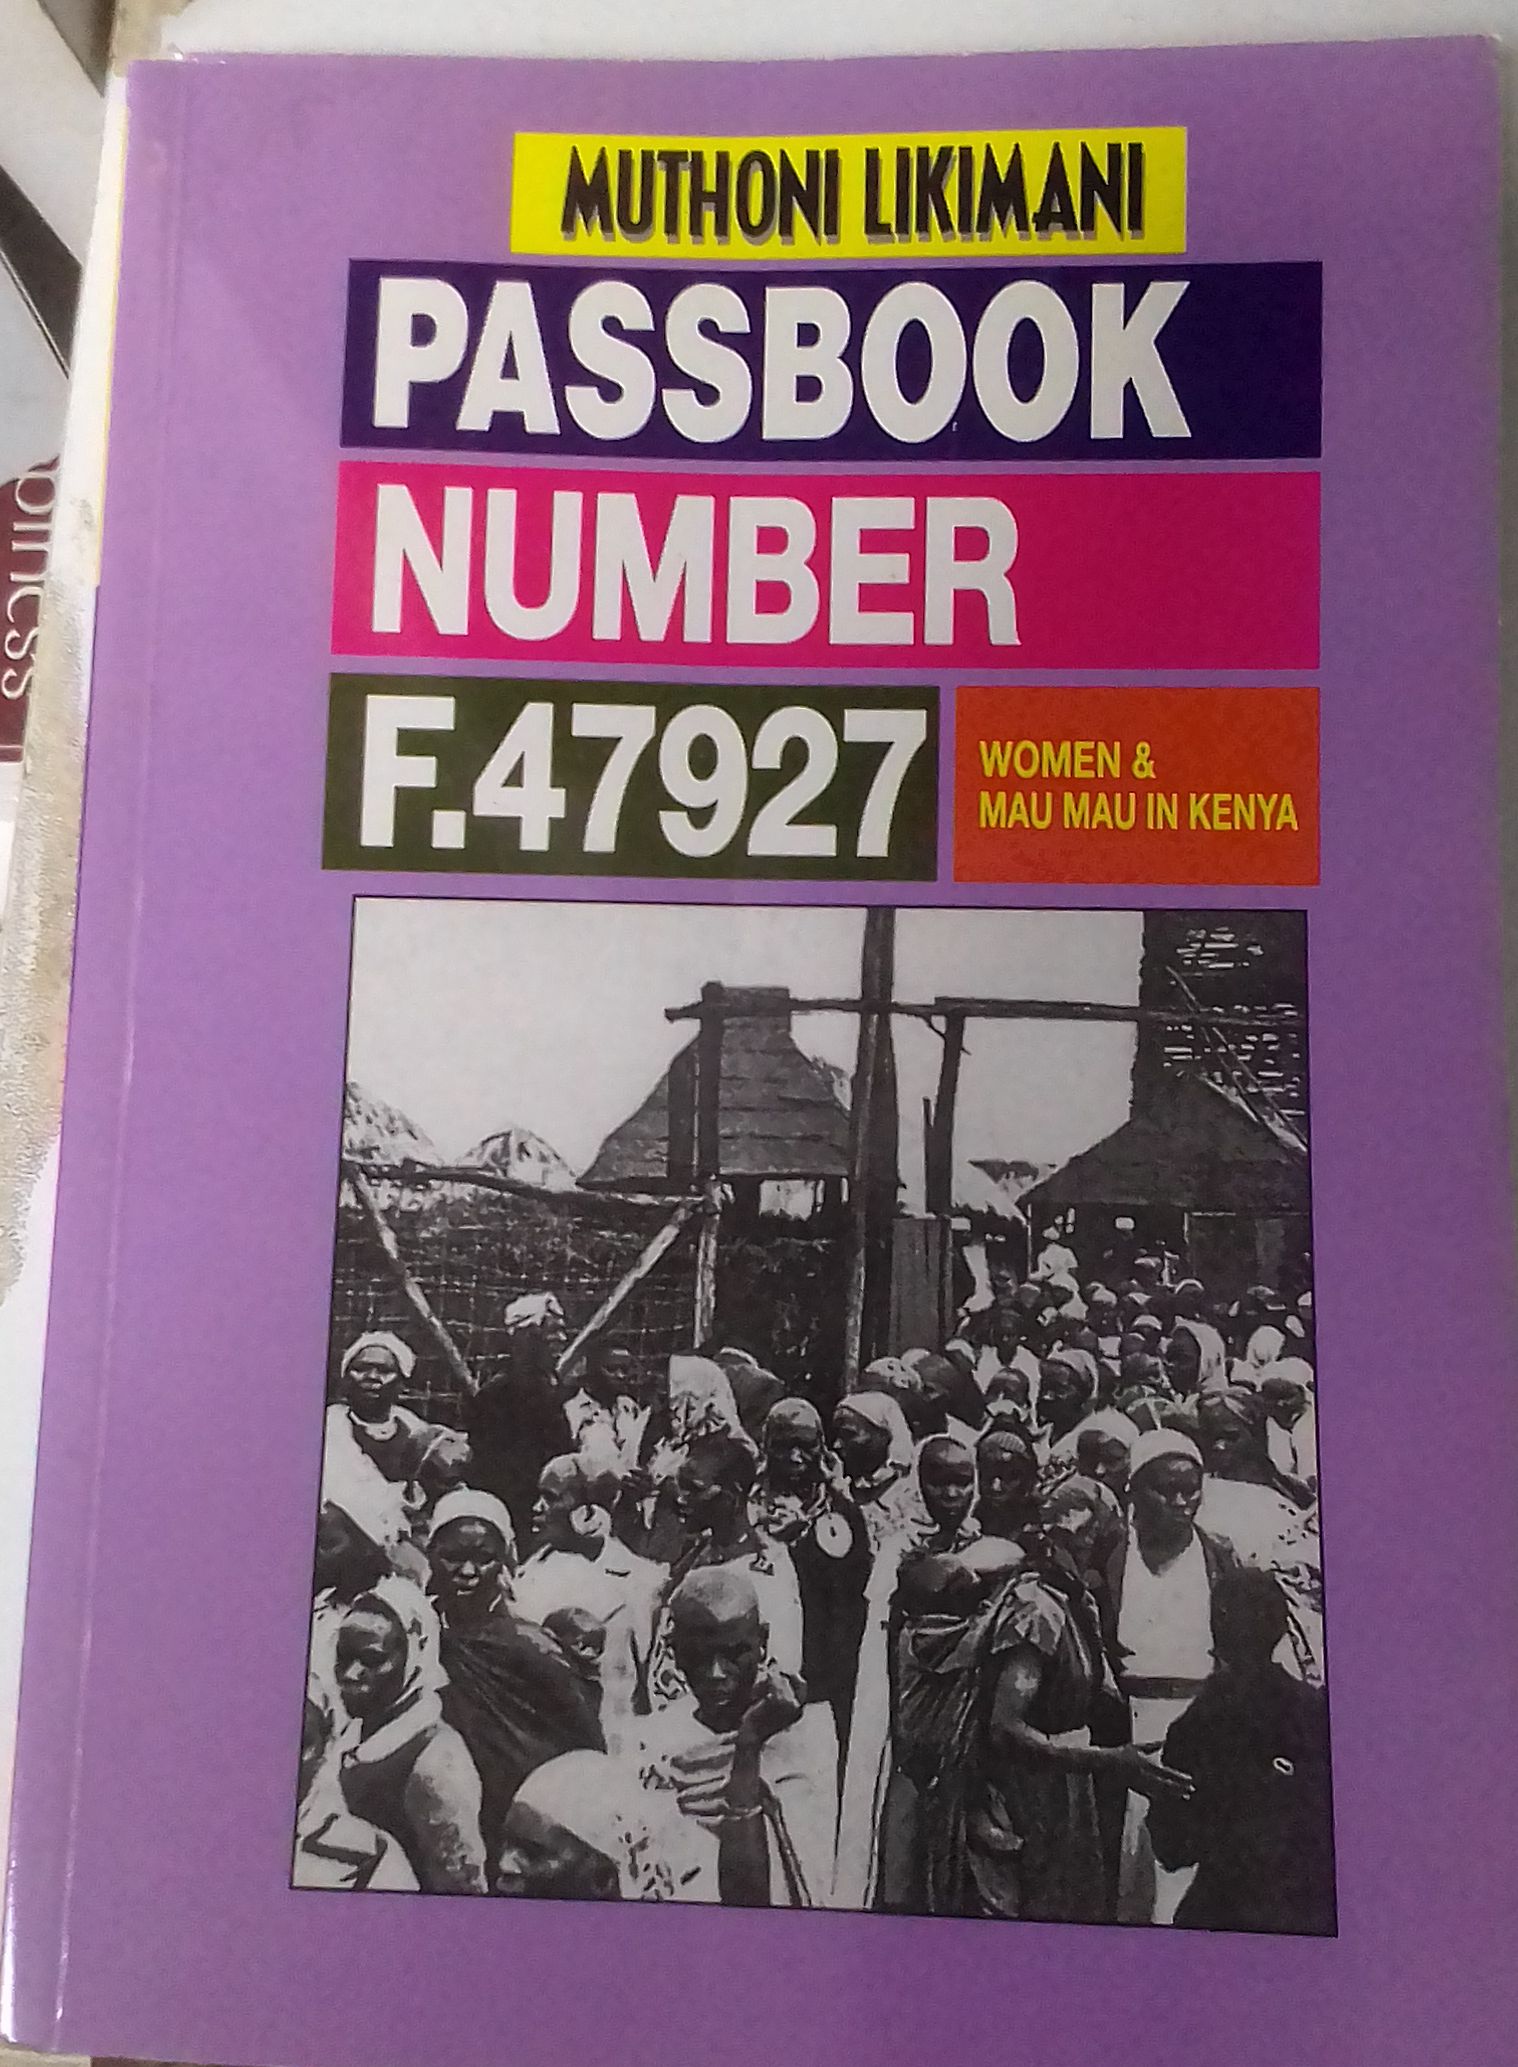 MUTHONI LIKIMANI
PASSBOOK
NUMBER
F.47927
WOMEN &
MAU MAU IN KENYA